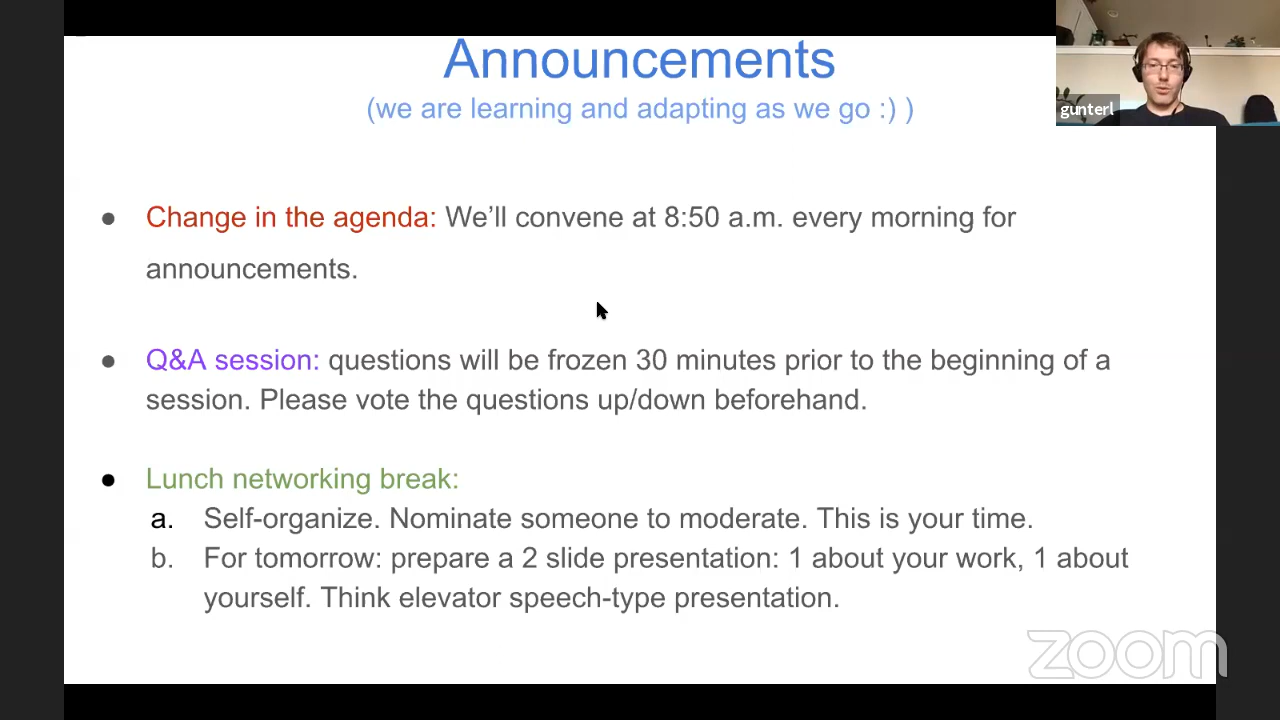 Announcements
(we are learning and adapting as we go :) )
gunterl
● Change in the agenda: We’ll convene at 8:50 a.m. every morning for
announcements.
● Q&A session: questions will be frozen 30 minutes prior to the beginning of a
session. Please vote the questions up/down beforehand.
● Lunch networking break:
a. Self-organize. Nominate someone to moderate. This is your time.
b. For tomorrow: prepare a 2 slide presentation: 1 about your work, 1 about
yourself. Think elevator speech-type presentation.
zoom